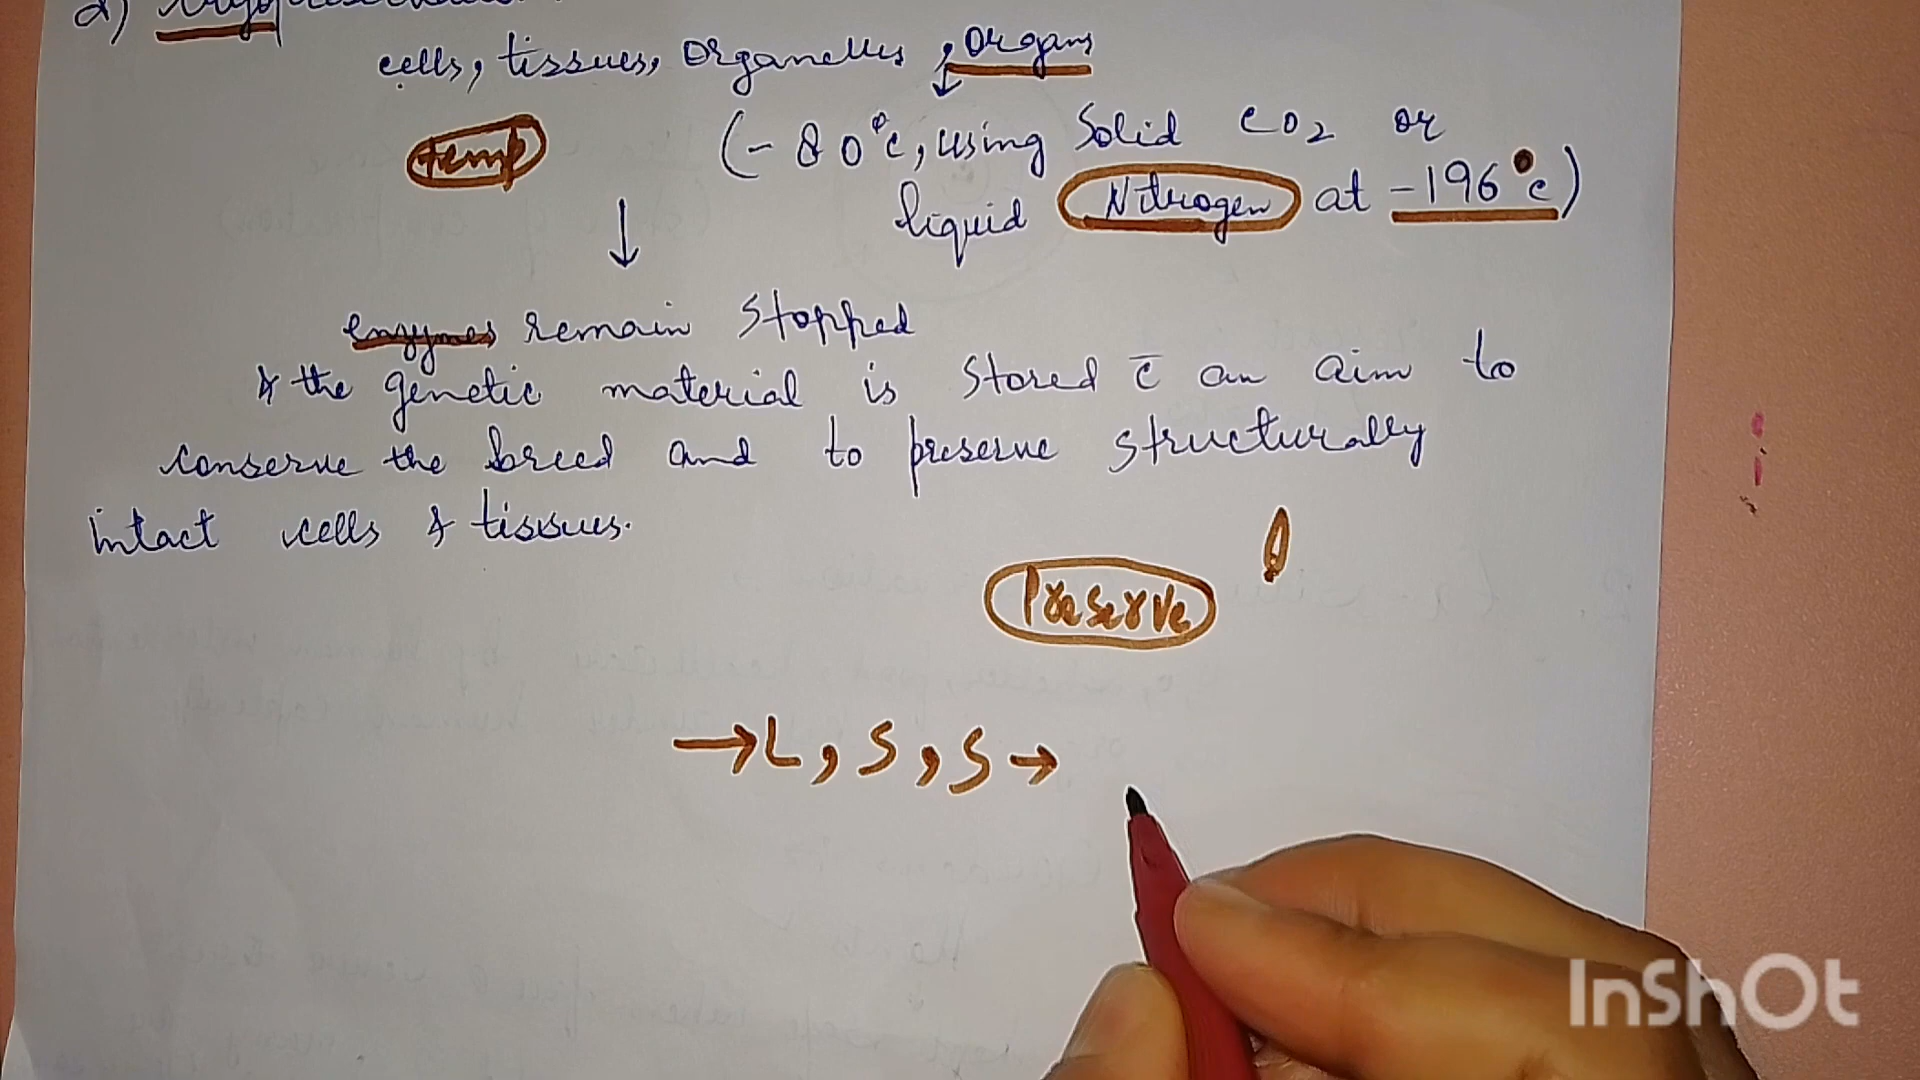 2)
cells, tissues, organelles, organs
temp (-80°c, using Solid CO2 or
liquid Nitrogen at -196°c)
enzymes remain stopped
& the genetic material is stored c̄ an aim to
conserve the breed and to preserve structurally
intact cells & tissues.
Preserve
→ L, S, S →
InShOt